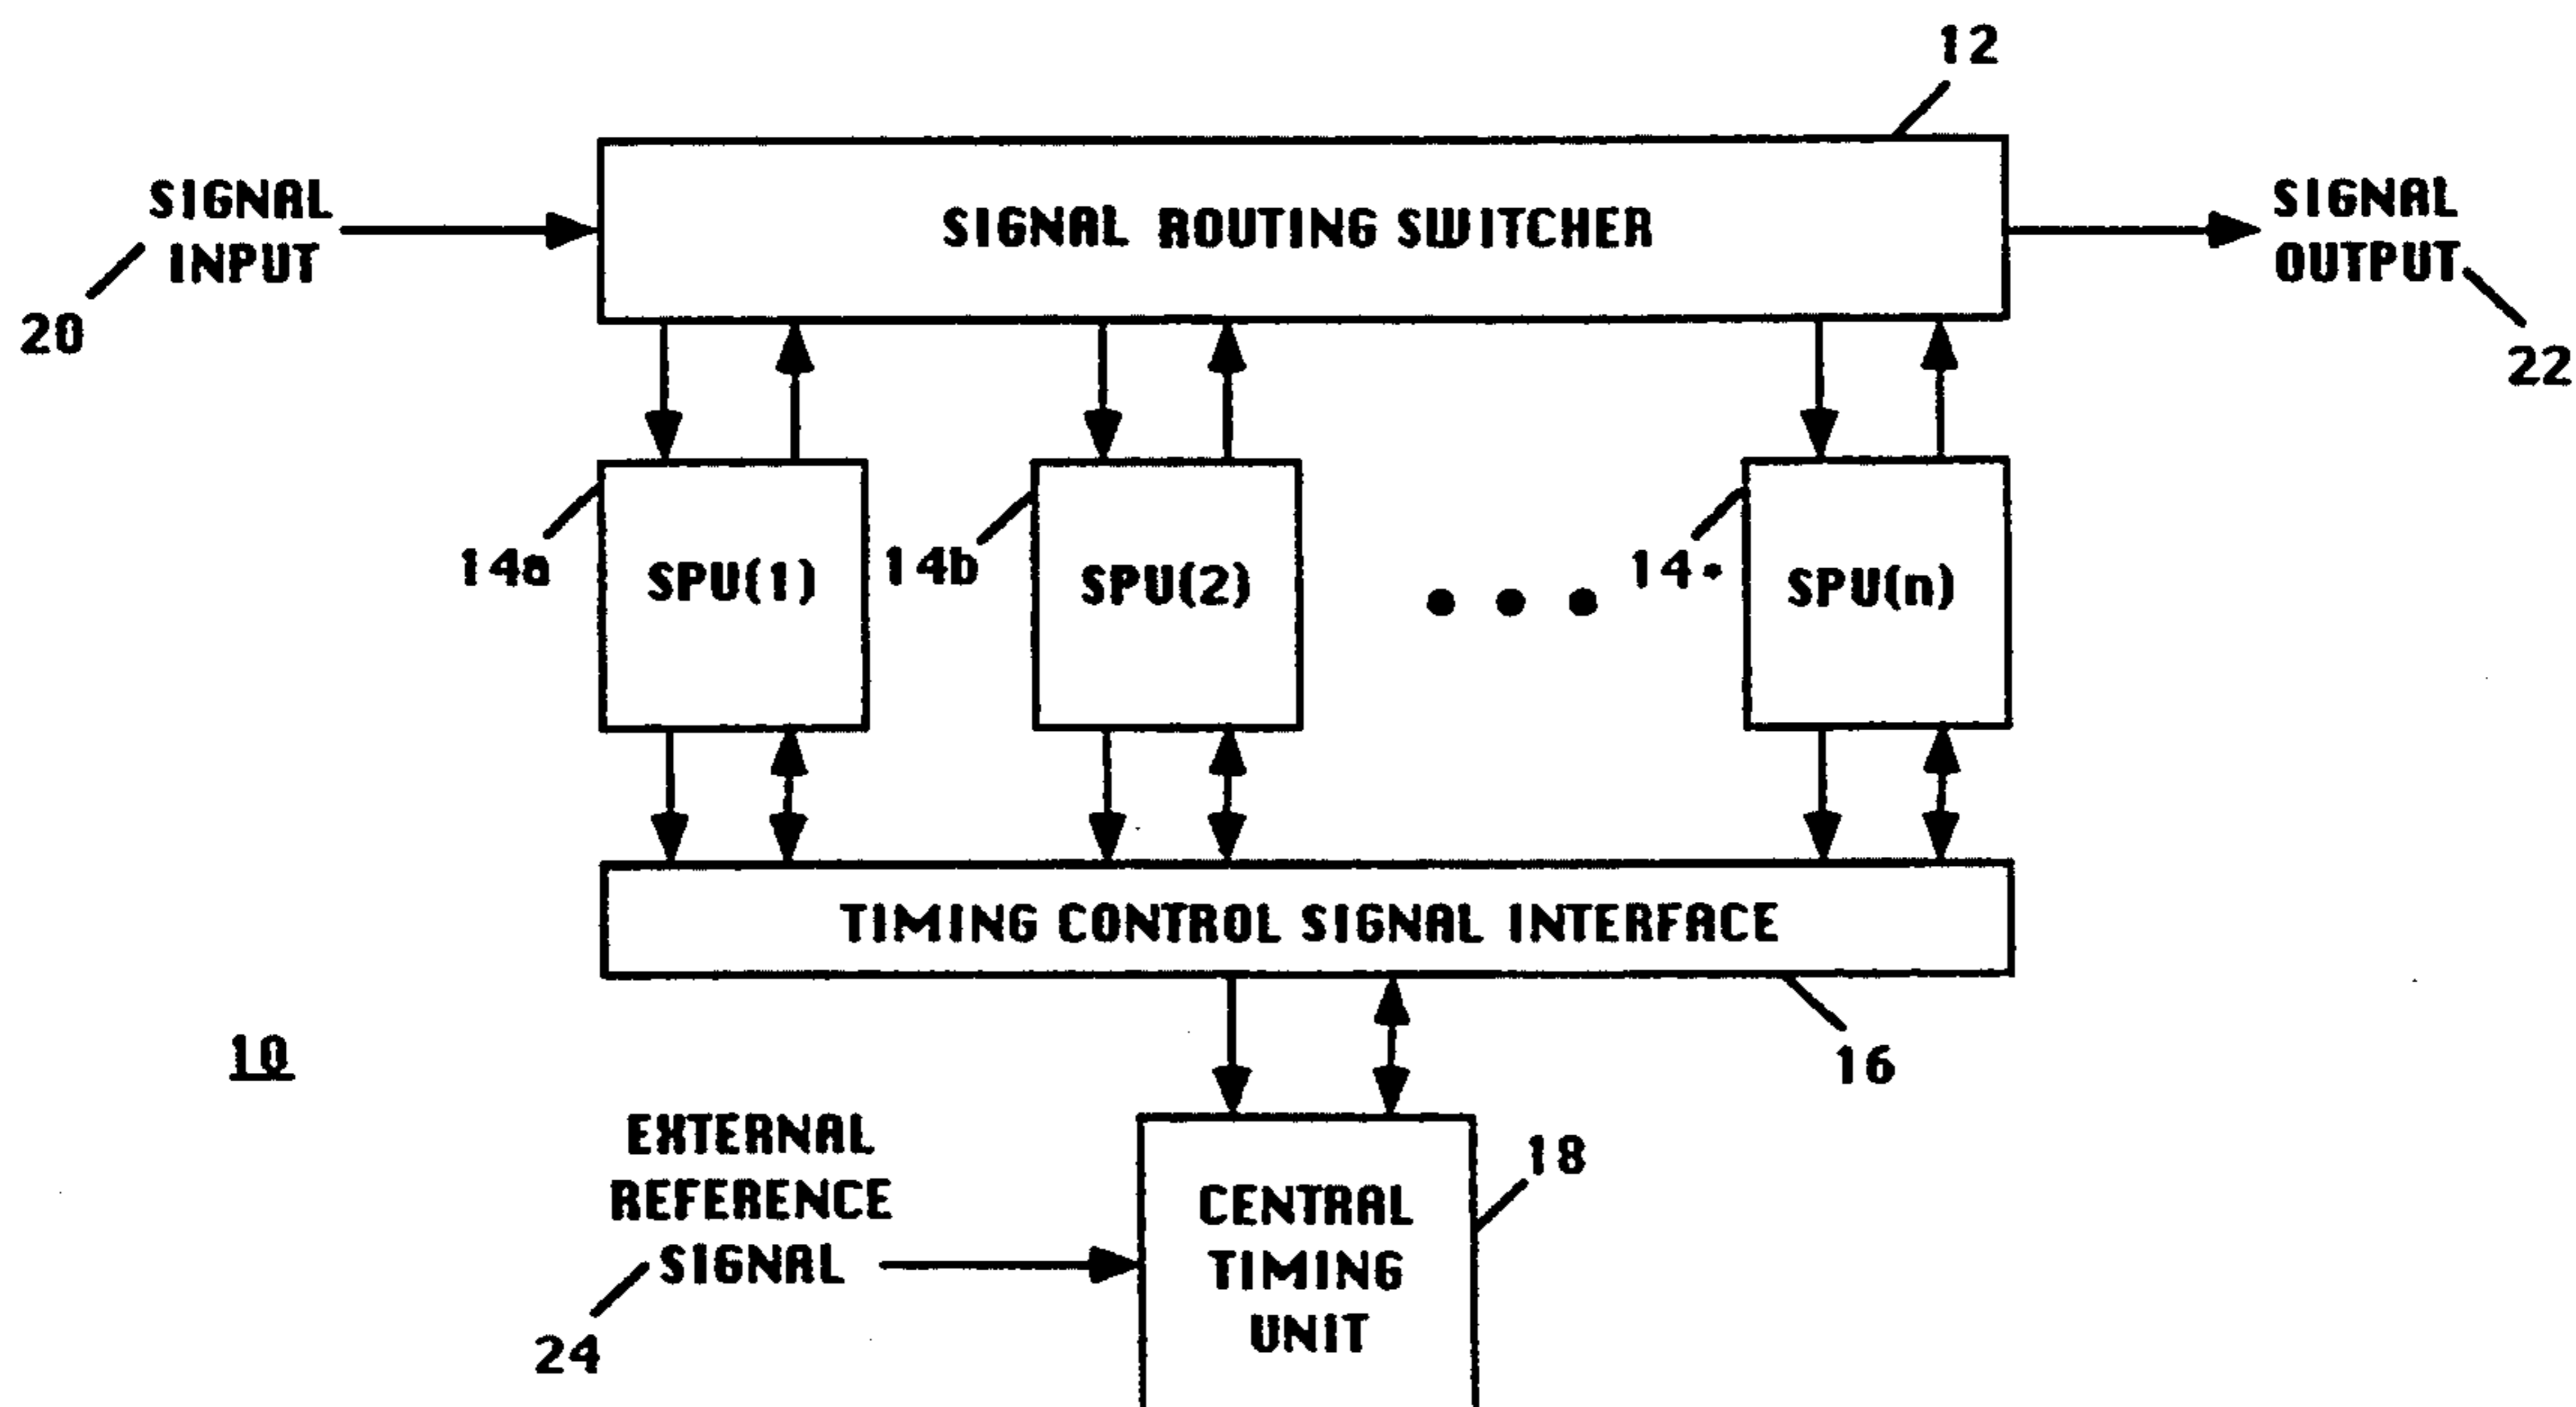 12
SIGNAL
INPUT
20
SIGNAL ROUTING SWITCHER
SIGNAL
OUTPUT
22
14a
SPU(1)
14b
SPU(2)
• • •
14•
SPU(n)
TIMING CONTROL SIGNAL INTERFACE
16
10
EXTERNAL
REFERENCE
SIGNAL
24
CENTRAL
TIMING
UNIT
18